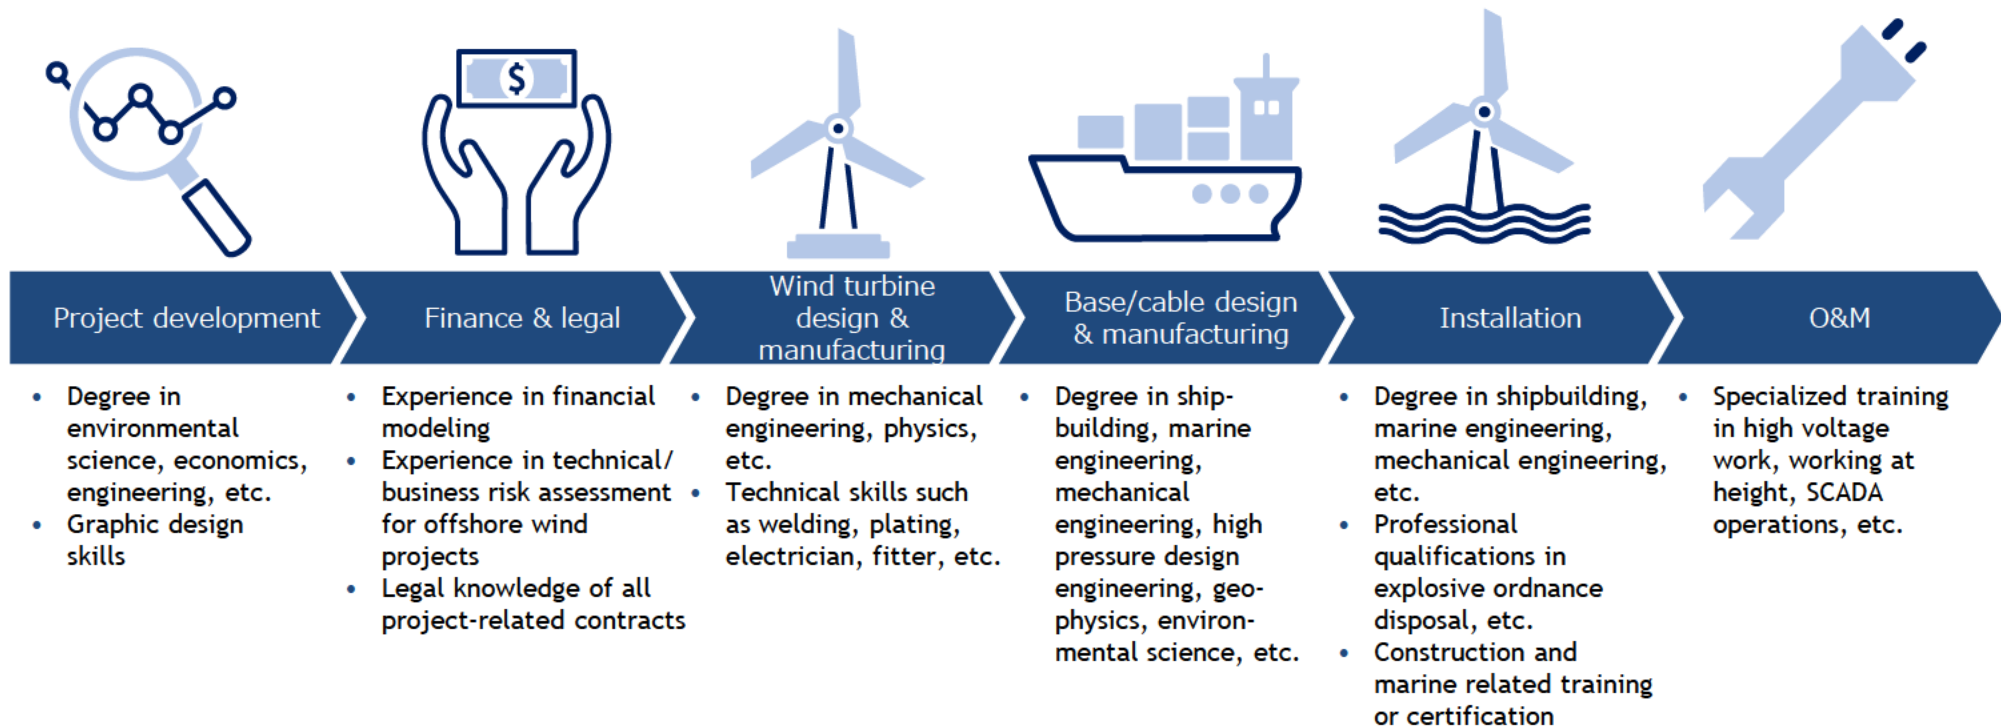 $
Project development
Finance & legal
Wind turbine
design &
manufacturing
Base/cable design
& manufacturing
Installation
O&M
• Degree in
environmental
science, economics,
engineering, etc.
• Graphic design
skills
• Experience in financial
modeling
• Experience in technical/
business risk assessment
for offshore wind
projects
• Legal knowledge of all
project-related contracts
• Degree in mechanical
engineering, physics,
etc.
• Technical skills such
as welding, plating,
electrician, fitter, etc.
• Degree in ship-
building, marine
engineering,
mechanical
engineering, high
pressure design
engineering, geo-
physics, environ-
mental science, etc.
• Degree in shipbuilding,
marine engineering,
mechanical engineering,
etc.
• Professional
qualifications in
explosive ordnance
disposal, etc.
• Construction and
marine related training
or certification
• Specialized training
in high voltage
work, working at
height, SCADA
operations, etc.